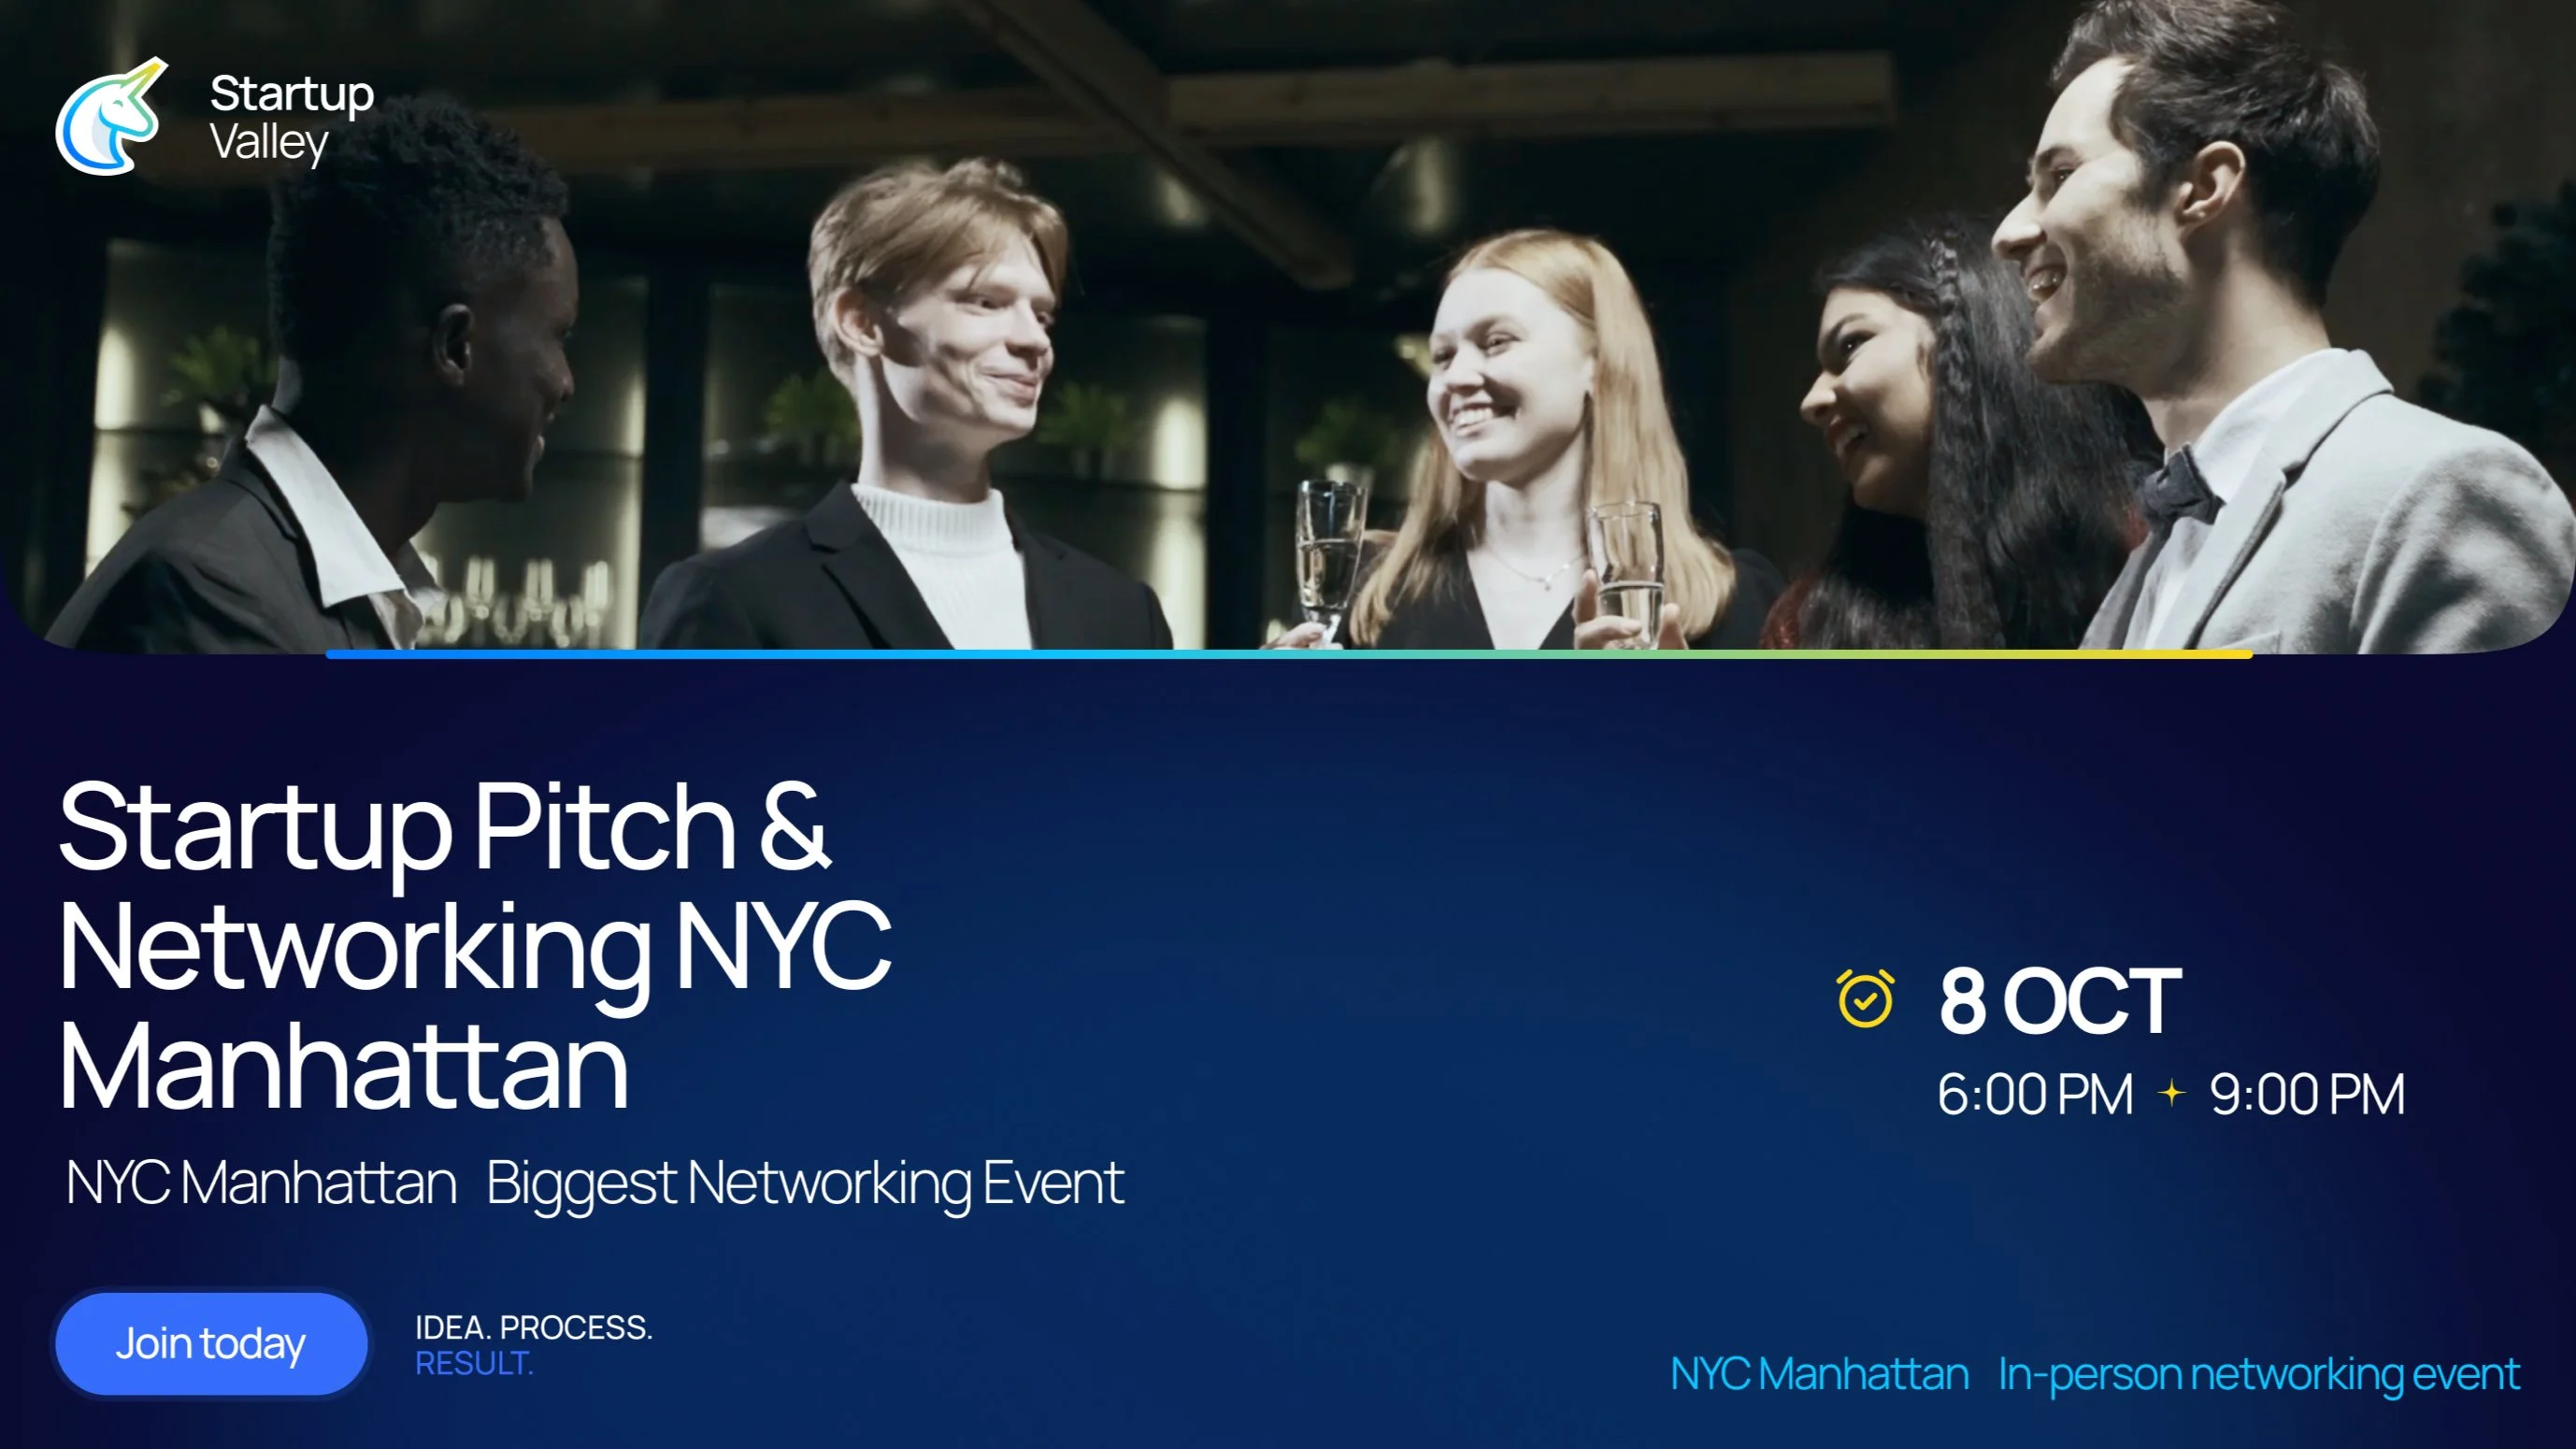 Startup
Valley
Startup Pitch &
Networking NYC
Manhattan
NYC Manhattan Biggest Networking Event
8 OCT
6:00 PM 9:00 PM
Join today
IDEA. PROCESS.
RESULT.
NYC Manhattan In-person networking event